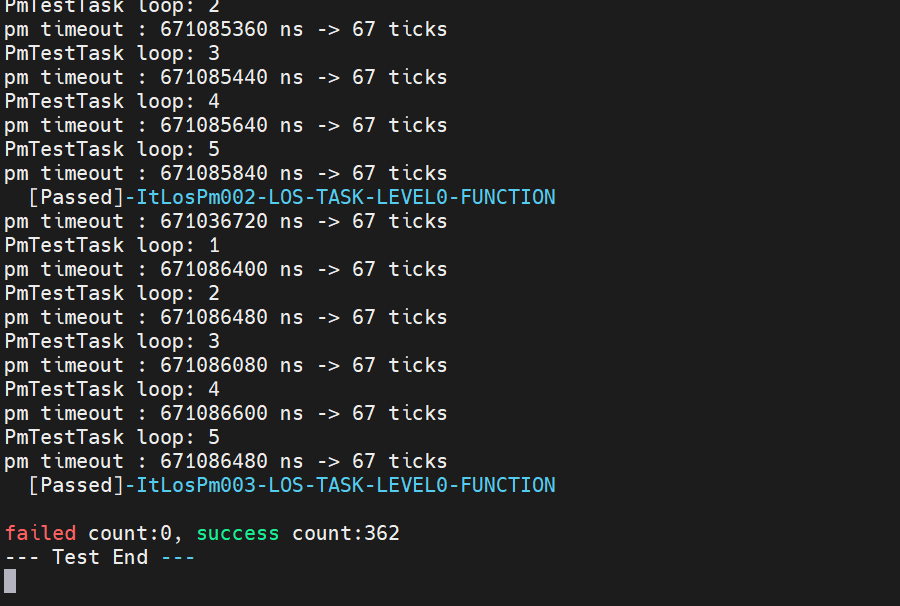 PmTestTask loop: 2
pm timeout : 671085360 ns -> 67 ticks
PmTestTask loop: 3
pm timeout : 671085440 ns -> 67 ticks
PmTestTask loop: 4
pm timeout : 671085640 ns -> 67 ticks
PmTestTask loop: 5
pm timeout : 671085840 ns -> 67 ticks
  [Passed]-ItLosPm002-LOS-TASK-LEVEL0-FUNCTION
pm timeout : 671036720 ns -> 67 ticks
PmTestTask loop: 1
pm timeout : 671086400 ns -> 67 ticks
PmTestTask loop: 2
pm timeout : 671086480 ns -> 67 ticks
PmTestTask loop: 3
pm timeout : 671086080 ns -> 67 ticks
PmTestTask loop: 4
pm timeout : 671086600 ns -> 67 ticks
PmTestTask loop: 5
pm timeout : 671086480 ns -> 67 ticks
  [Passed]-ItLosPm003-LOS-TASK-LEVEL0-FUNCTION
failed count:0, success count:362
--- Test End ---